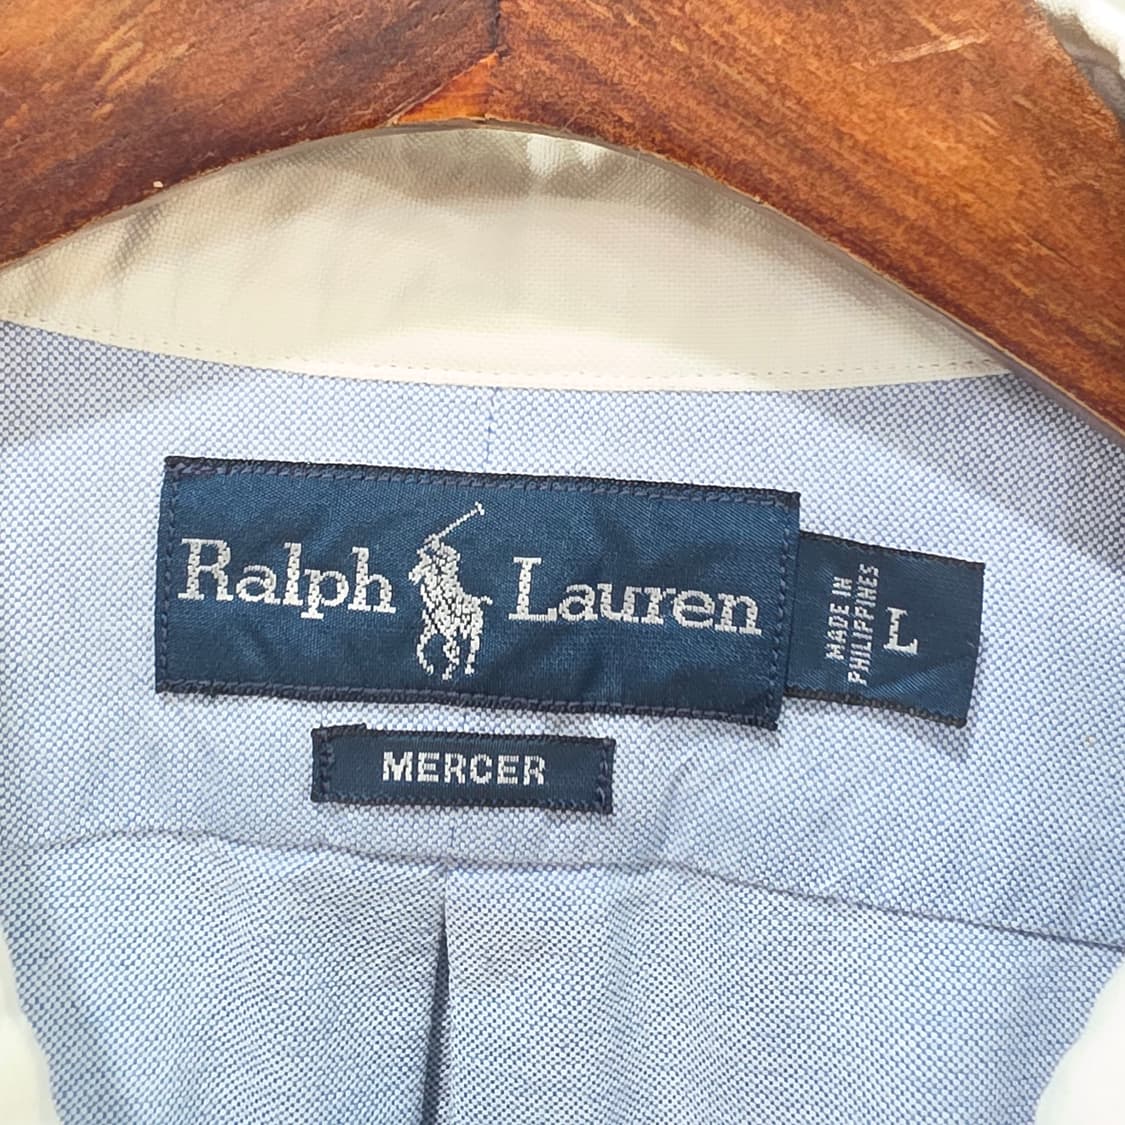 Ralph Lauren
MADE IN
PHILIPPINES
L
MERCER